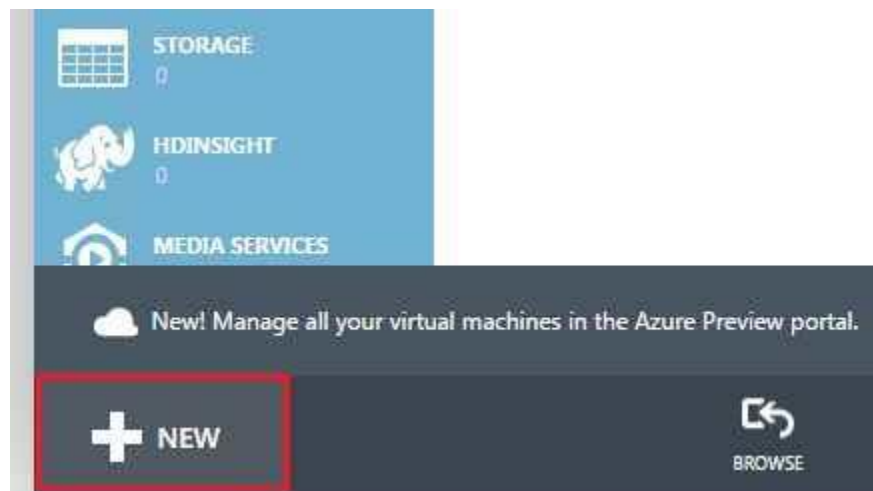 STORAGE
0
HDINSIGHT
0
MEDIA SERVICES
New! Manage all your virtual machines in the Azure Preview portal.
NEW
BROWSE